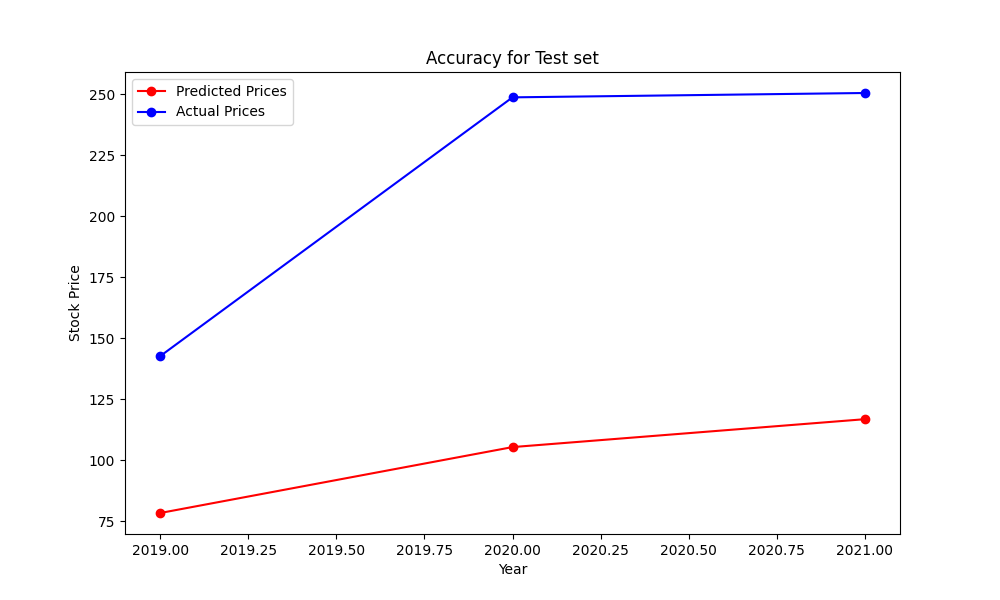 Accuracy for Test set
Predicted Prices
Actual Prices
250
225
200
175
150
125
100
75
Stock Price
2019.00 2019.25 2019.50 2019.75 2020.00 2020.25 2020.50 2020.75 2021.00
Year